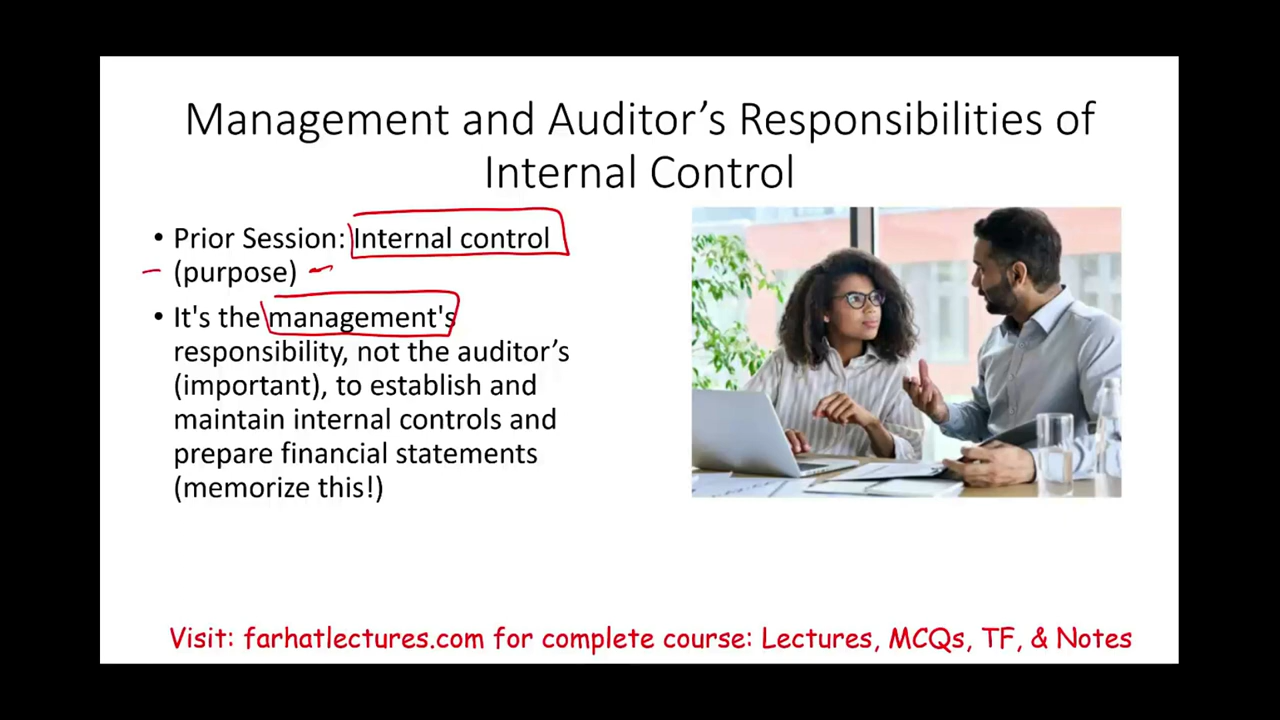 Management and Auditor’s Responsibilities of
Internal Control
• Prior Session: Internal control
(purpose)
• It's the management's
responsibility, not the auditor’s
(important), to establish and
maintain internal controls and
prepare financial statements
(memorize this!)
Visit: farhatlectures.com for complete course: Lectures, MCQs, TF, & Notes